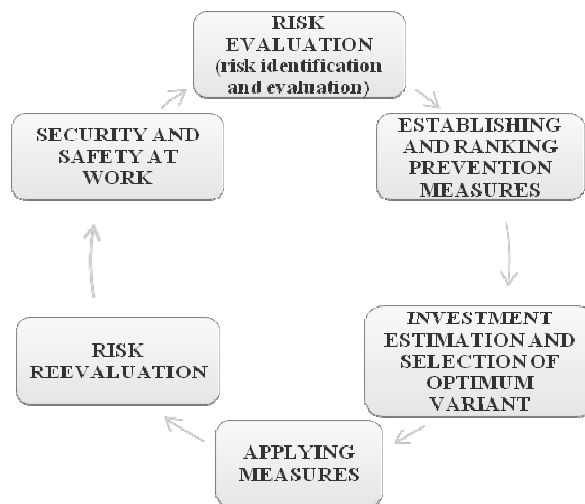 RISK
EVALUATION
(risk identification
and evaluation)
ESTABLISHING
AND RANKING
PREVENTION
MEASURES
INVESTMENT
ESTIMATION AND
SELECTION OF
OPTIMUM
VARIANT
APPLYING
MEASURES
RISK
REEVALUATION
SECURITY AND
SAFETY AT
WORK